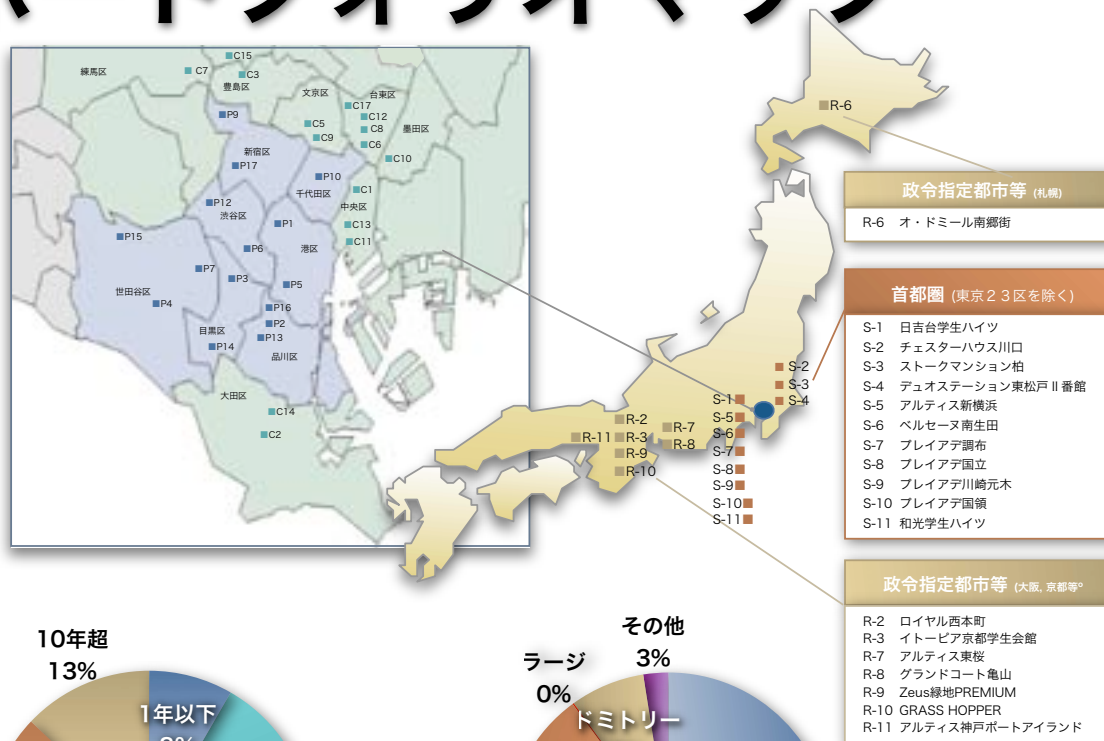 ートフォリオマップ
C15
練馬区
C7
C3
豊島区
文京区
台東区
C17
P9
C12
C5
C8
墨田区
C9
C6
新宿区
C10
P17
P10
千代田区
C1
P12
中央区
渋谷区
P1
C13
P15
C11
P6
港区
P7
P3
P5
世田谷区
P4
P16
P2
目黒区
P13
P14
品川区
大田区
C14
C2
R-6
S-2
S-3
S-1
S-4
R-2
S-5
R-7
R-11
R-3
S-6
R-8
R-9
S-7
R-10
S-8
S-9
S-10
S-11
政令指定都市等 (札幌)
R-6 オ・ドミール南郷街
首都圏 (東京23区を除く)
S-1 日吉台学生ハイツ
S-2 チェスターハウス川口
S-3 ストークマンション柏
S-4 デュオステーション東松戸Ⅱ番館
S-5 アルティス新横浜
S-6 ベルセーヌ南生田
S-7 プレイアデ調布
S-8 プレイアデ国立
S-9 プレイアデ川崎元木
S-10 プレイアデ国領
S-11 和光学生ハイツ
政令指定都市等 (大阪, 京都等
R-2 ロイヤル西本町
R-3 イトーピア京都学生会館
R-7 アルティス東桜
R-8 グランドコート亀山
R-9 Zeus緑地PREMIUM
R-10 GRASS HOPPER
R-11 アルティス神戸ポートアイランド
10年超
13%
1年以下
その他
3%
ラージ
0%
ドミトリー